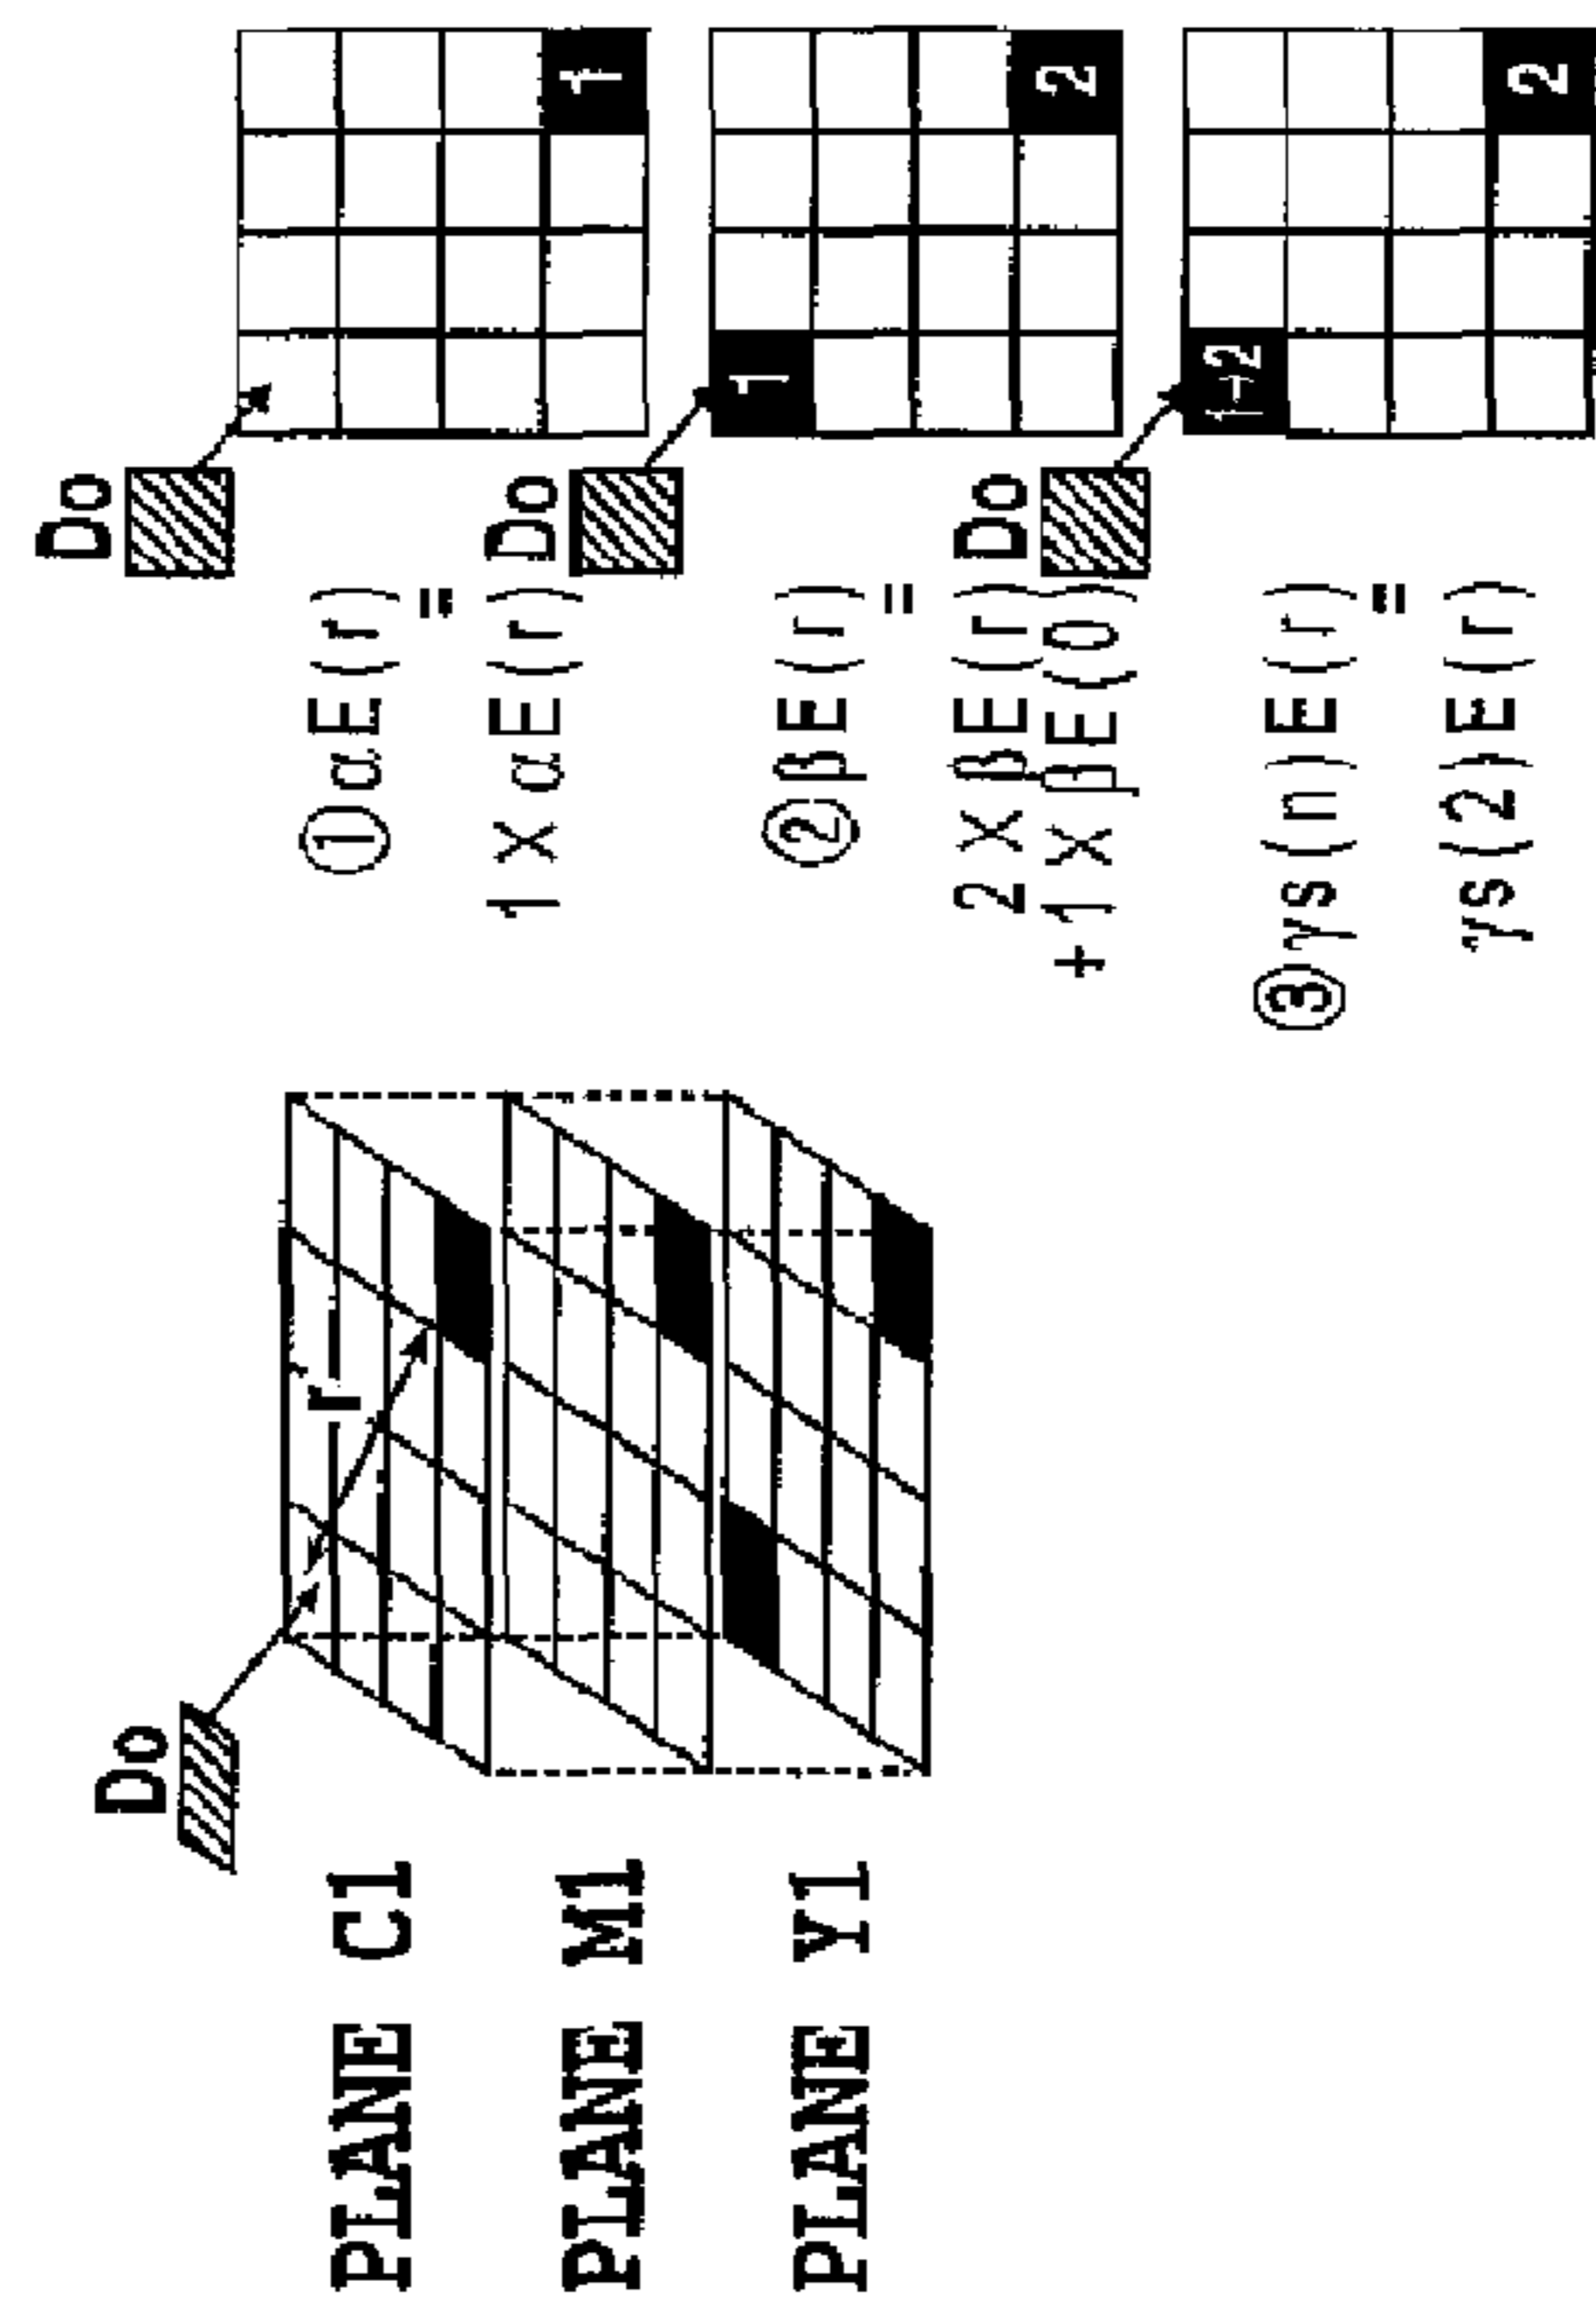 Do
r
PLANE C1
PLANE M1
PLANE Y1
①αE(r)
=
1×αE(r)
②βE(r)
=
2×βE(r)
+1×βE(0)
③γs(n)E(r)
=
γs(2)E(r)
Do
1
Do
1
2
Do
1+2
2